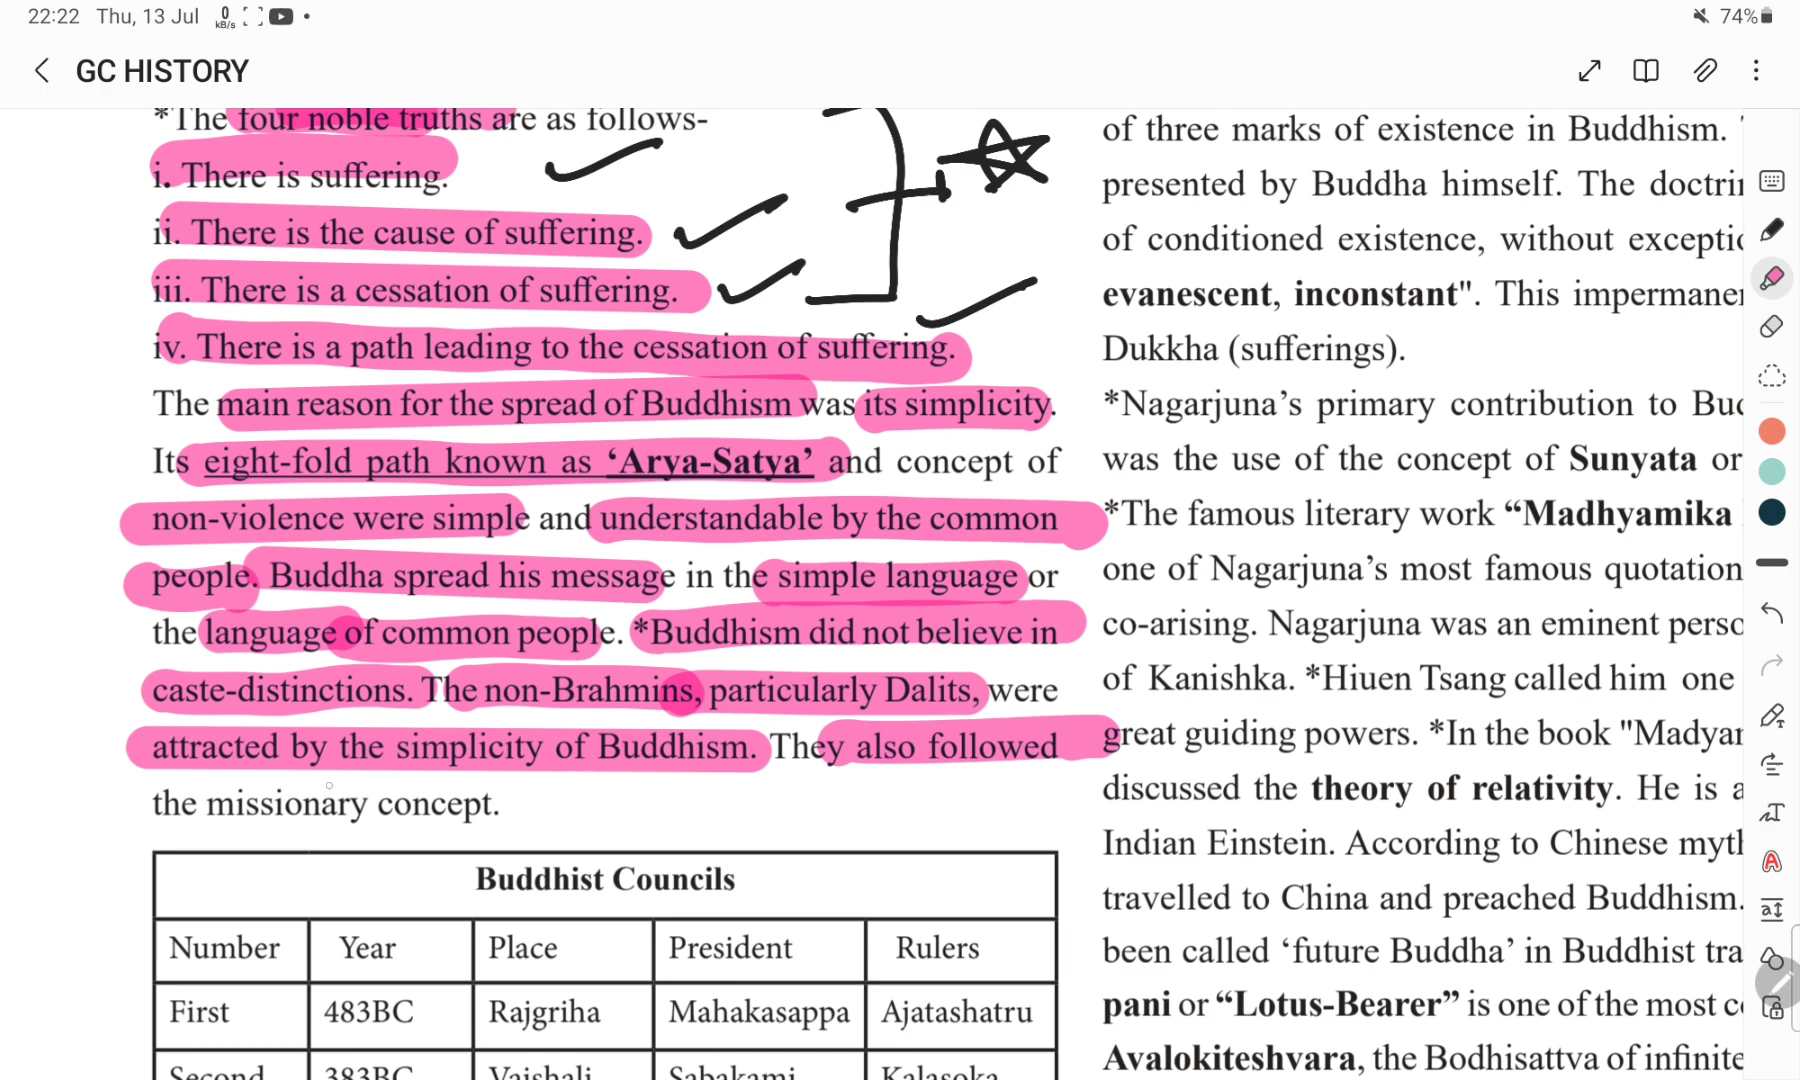 22:22 Thu, 13 Jul 0 kB/s
74%
GC HISTORY
*The four noble truths are as follows-
i. There is suffering.
ii. There is the cause of suffering.
iii. There is a cessation of suffering.
iv. There is a path leading to the cessation of suffering.
The main reason for the spread of Buddhism was its simplicity.
Its eight-fold path known as ‘Arya-Satya’ and concept of
non-violence were simple and understandable by the common
people. Buddha spread his message in the simple language or
the language of common people. *Buddhism did not believe in
caste-distinctions. The non-Brahmins, particularly Dalits, were
attracted by the simplicity of Buddhism. They also followed
the missionary concept.
Buddhist Councils
Number Year Place President Rulers
First 483BC Rajgriha Mahakasappa Ajatashatru
Second 383BC Vaishali Sabakami Kalasoka
of three marks of existence in Buddhism.
presented by Buddha himself. The doctri
of conditioned existence, without excepti
evanescent, inconstant". This impermane
Dukkha (sufferings).
*Nagarjuna’s primary contribution to Bu
was the use of the concept of Sunyata or
*The famous literary work “Madhyamika
one of Nagarjuna’s most famous quotation
co-arising. Nagarjuna was an eminent perso
of Kanishka. *Hiuen Tsang called him one
great guiding powers. *In the book "Madya
discussed the theory of relativity. He is a
Indian Einstein. According to Chinese myt
travelled to China and preached Buddhism.
been called ‘future Buddha’ in Buddhist tra
pani or “Lotus-Bearer” is one of the most c
Avalokiteshvara, the Bodhisattva of infinite